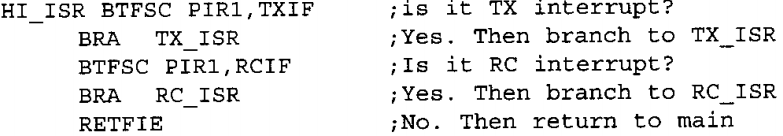 HI_ISR BTFSC PIR1,TXIF ;is it TX interrupt?
BRA TX_ISR ;Yes. Then branch to TX_ISR
BTFSC PIR1,RCIF ;Is it RC interrupt?
BRA RC_ISR ;Yes. Then branch to RC_ISR
RETFIE ;No. Then return to main